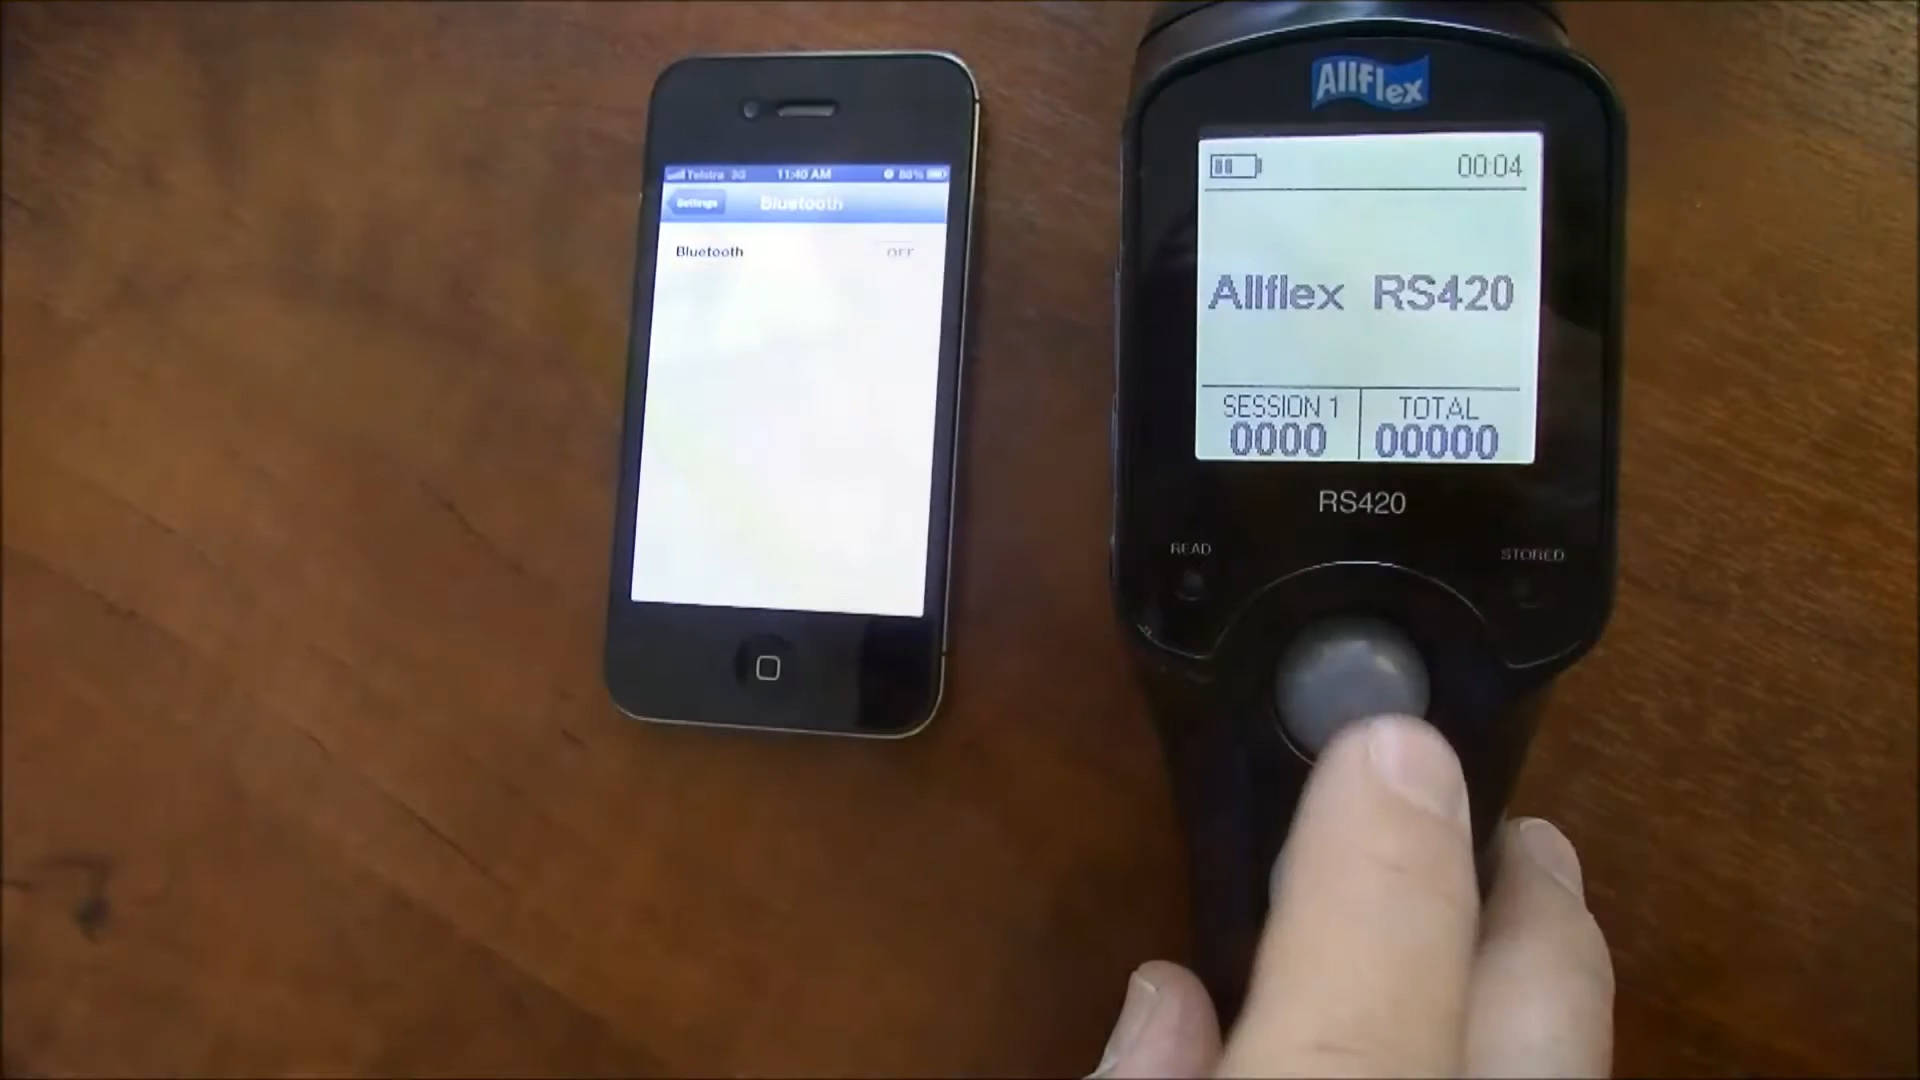 Telstra 3G 11:40 AM 88%
Settings Bluetooth
Bluetooth OFF
Allflex
00:04
Allflex RS420
SESSION 1 TOTAL
0000 00000
RS420
READ STORED